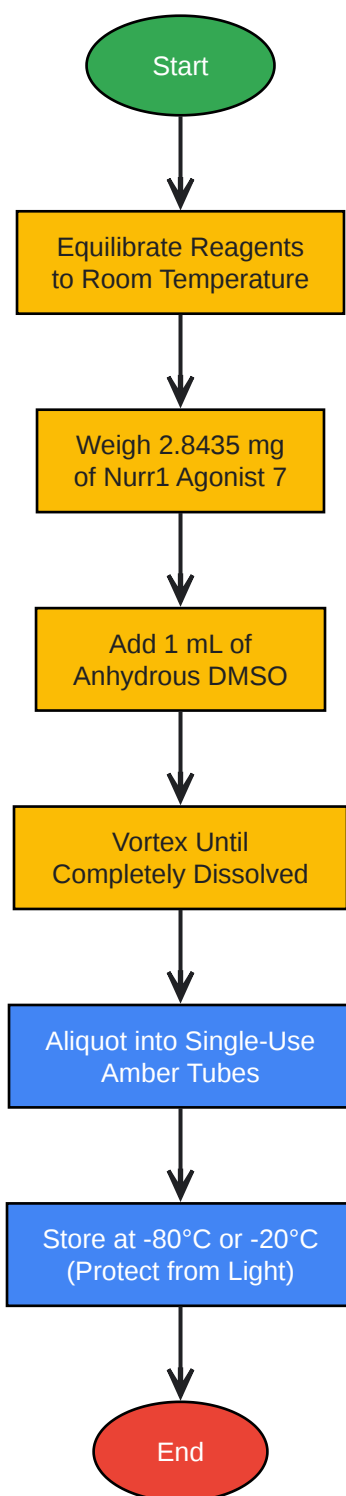 Start
Equilibrate Reagents
to Room Temperature
Weigh 2.8435 mg
of Nurr1 Agonist 7
Add 1 mL of
Anhydrous DMSO
Vortex Until
Completely Dissolved
Aliquot into Single-Use
Amber Tubes
Store at -80°C or -20°C
(Protect from Light)
End